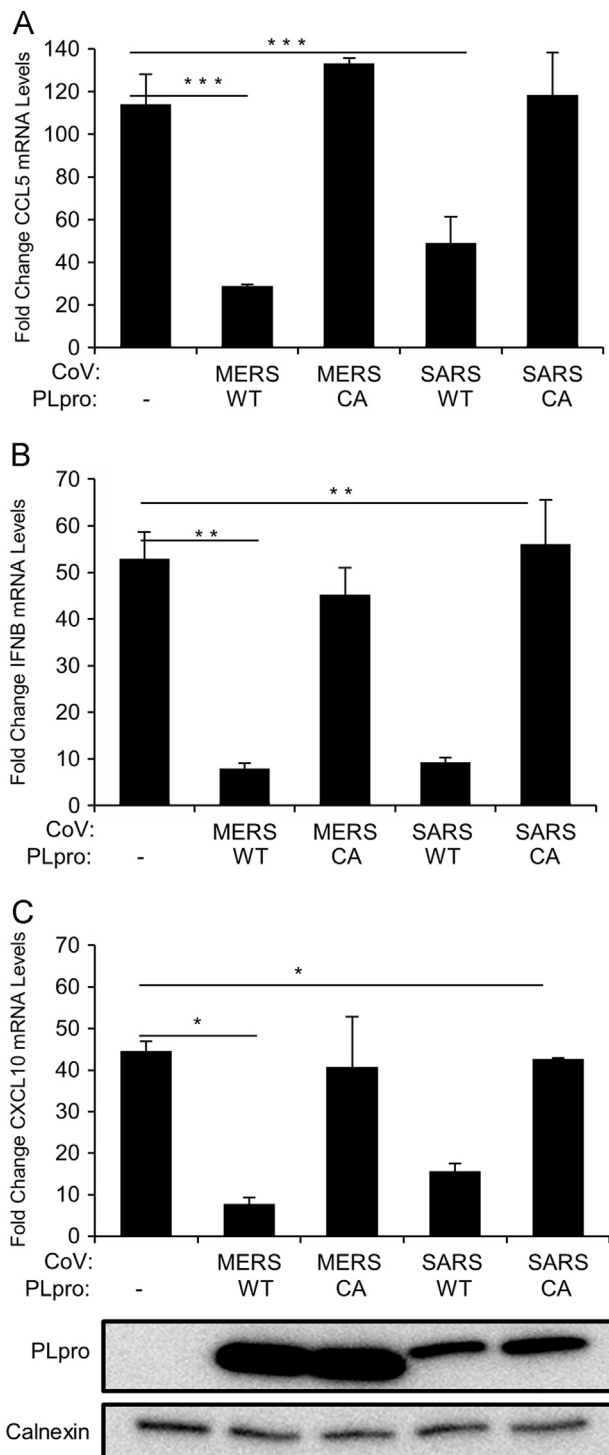 A
Fold Change CCL5 mRNA Levels
140
120
100
80
60
40
20
0
* * *
* * *
CoV: MERS MERS SARS SARS
PLpro: - WT CA WT CA
B
Fold Change IFNB mRNA Levels
70
60
50
40
30
20
10
0
* *
* *
CoV: MERS MERS SARS SARS
PLpro: - WT CA WT CA
C
Fold Change CXCL10 mRNA Levels
70
60
50
40
30
20
10
0
*
*
CoV: MERS MERS SARS SARS
PLpro: - WT CA WT CA
PLpro
Calnexin